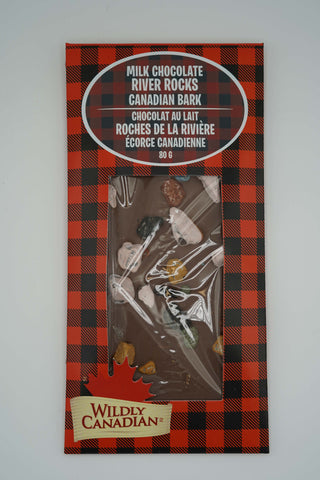 MILK CHOCOLATE
RIVER ROCKS
CANADIAN BARK
CHOCOLAT AU LAIT
ROCHES DE LA RIVIÈRE
ÉCORCE CANADIENNE
80 G
WILDLY
CANADIAN